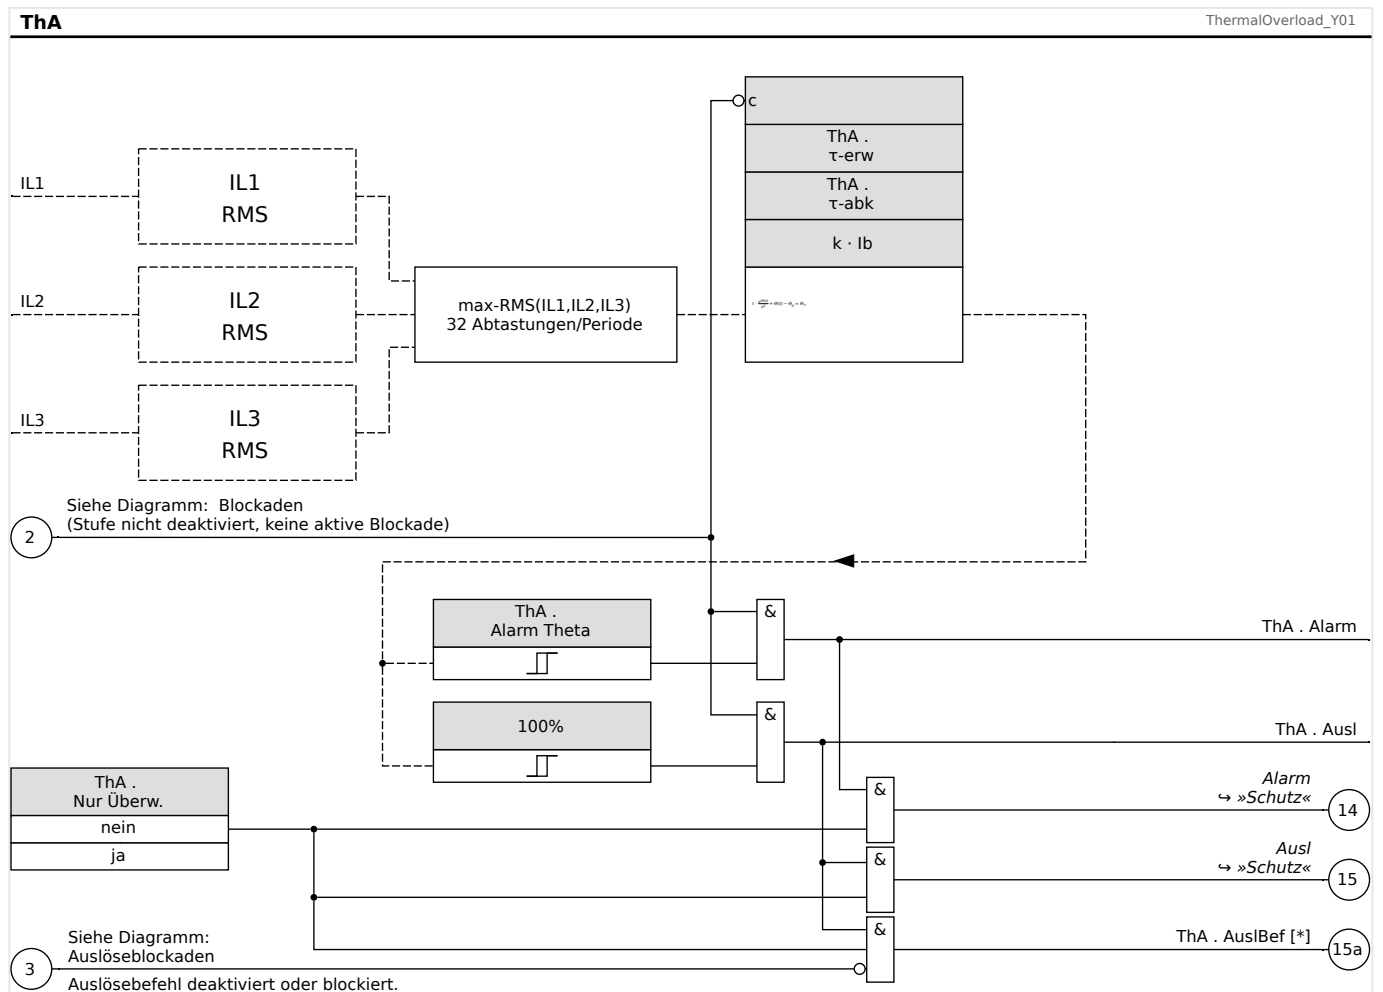 ThA
ThermalOverload_Y01
c
ThA .
τ-erw
ThA .
τ-abk
k · Ib
IL1
IL1
RMS
IL2
IL2
RMS
IL3
IL3
RMS
max-RMS(IL1,IL2,IL3)
32 Abtastungen/Periode
Siehe Diagramm: Blockaden
(Stufe nicht deaktiviert, keine aktive Blockade)
2
ThA .
Alarm Theta
&
ThA . Alarm
100%
&
ThA . Ausl
ThA .
Nur Überw.
nein
ja
&
Alarm
↪ »Schutz«
14
&
Ausl
↪ »Schutz«
15
&
ThA . AuslBef [*]
15a
Siehe Diagramm:
Auslöseblockaden
3
Auslösebefehl deaktiviert oder blockiert.